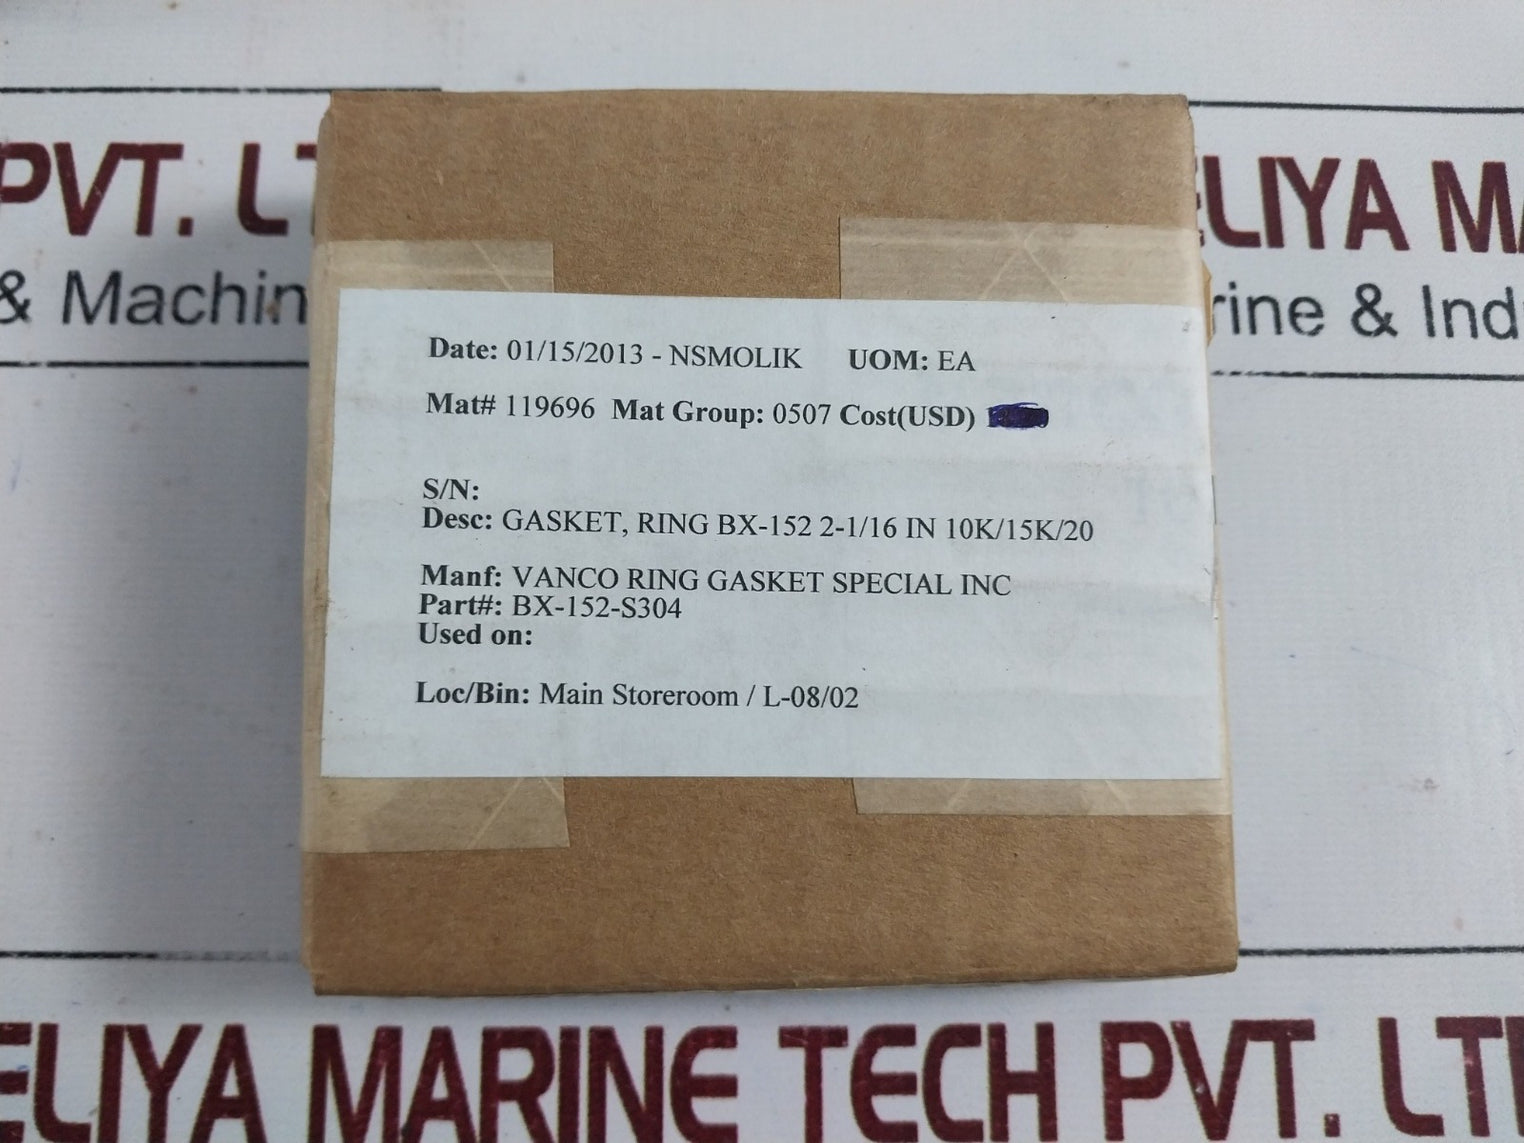 PVT.
ELIYA
& Machin
rine & Ind
Date: 01/15/2013 - NSMOLIK UOM: EA
Mat# 119696 Mat Group: 0507 Cost(USD)
S/N:
Desc: GASKET, RING BX-152 2-1/16 IN 10K/15K/20
Manf: VANCO RING GASKET SPECIAL INC
Part#: BX-152-S304
Used on:
Loc/Bin: Main Storeroom / L-08/02
ELIYA MARINE TECH PVT. LT